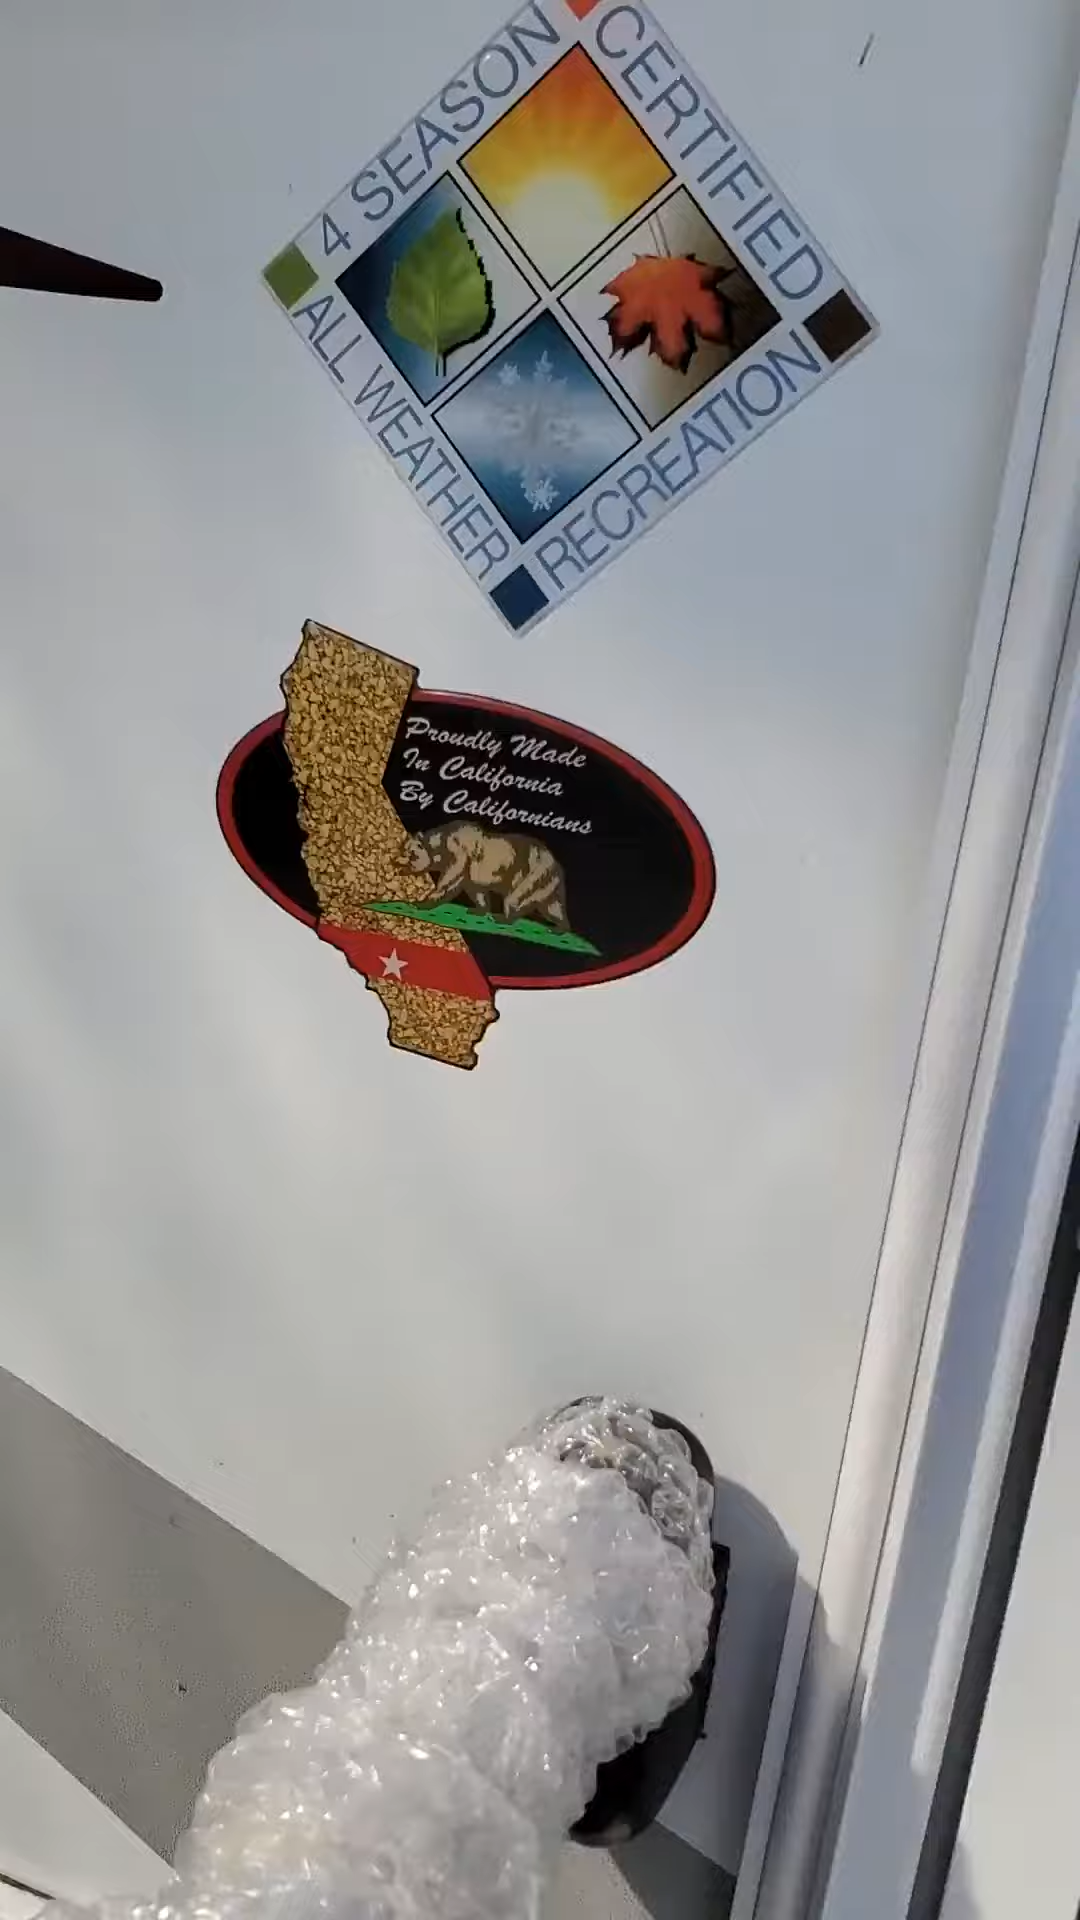 4 SEASON
CERTIFIED
ALL WEATHER
RECREATION
Proudly Made
In California
By Californians